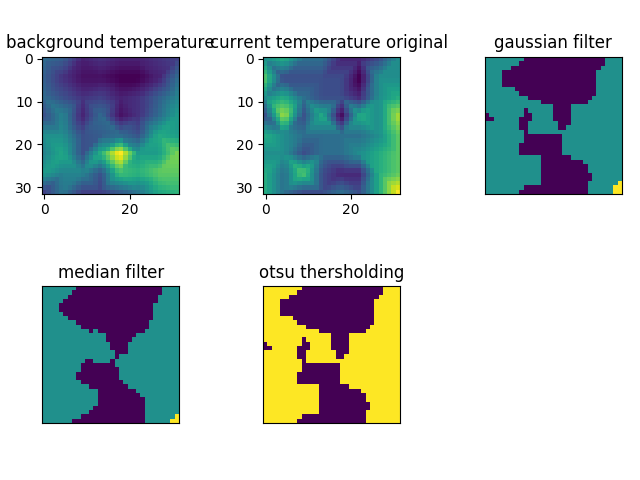 background temperature
current temperature original
gaussian filter
0
10
20
30
0
20
0
10
20
30
0
20
median filter
otsu thersholding